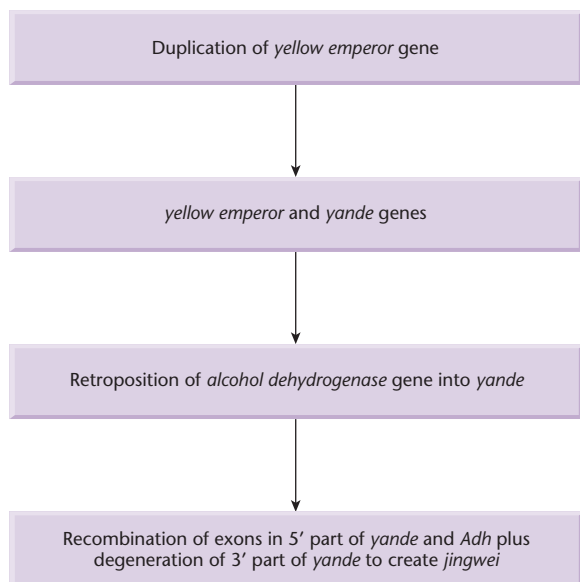 Duplication of yellow emperor gene
yellow emperor and yande genes
Retroposition of alcohol dehydrogenase gene into yande
Recombination of exons in 5′ part of yande and Adh plus
degeneration of 3′ part of yande to create jingwei